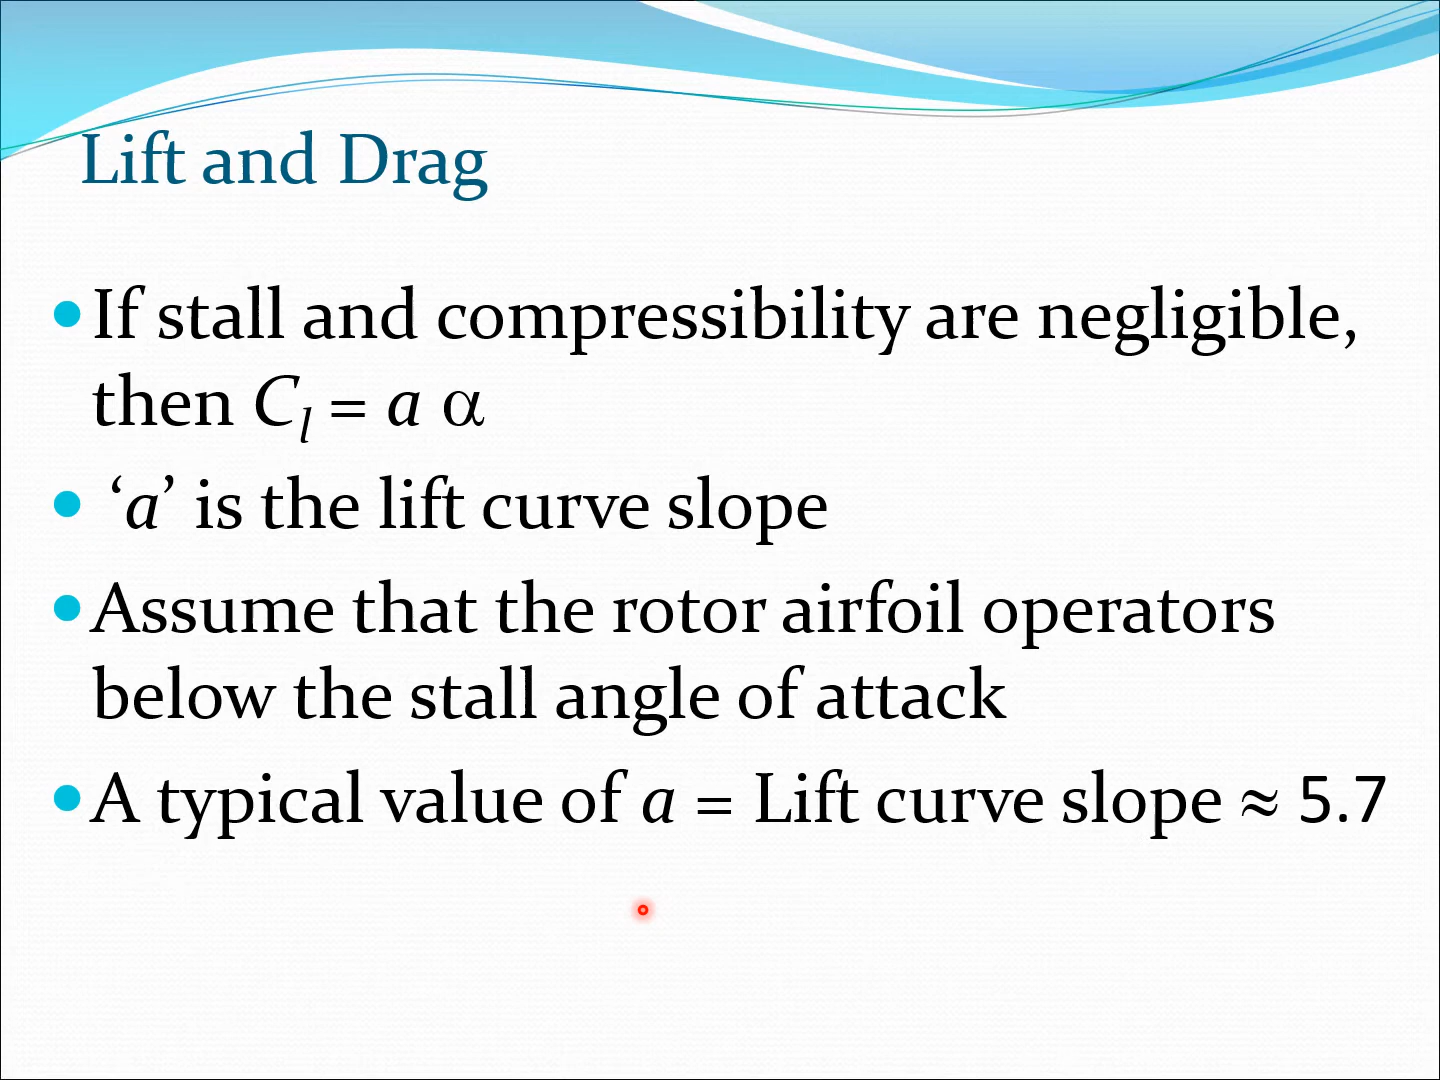 Lift and Drag
• If stall and compressibility are negligible,
then C_l = a α
• ‘a’ is the lift curve slope
• Assume that the rotor airfoil operators
below the stall angle of attack
• A typical value of a = Lift curve slope ≈ 5.7